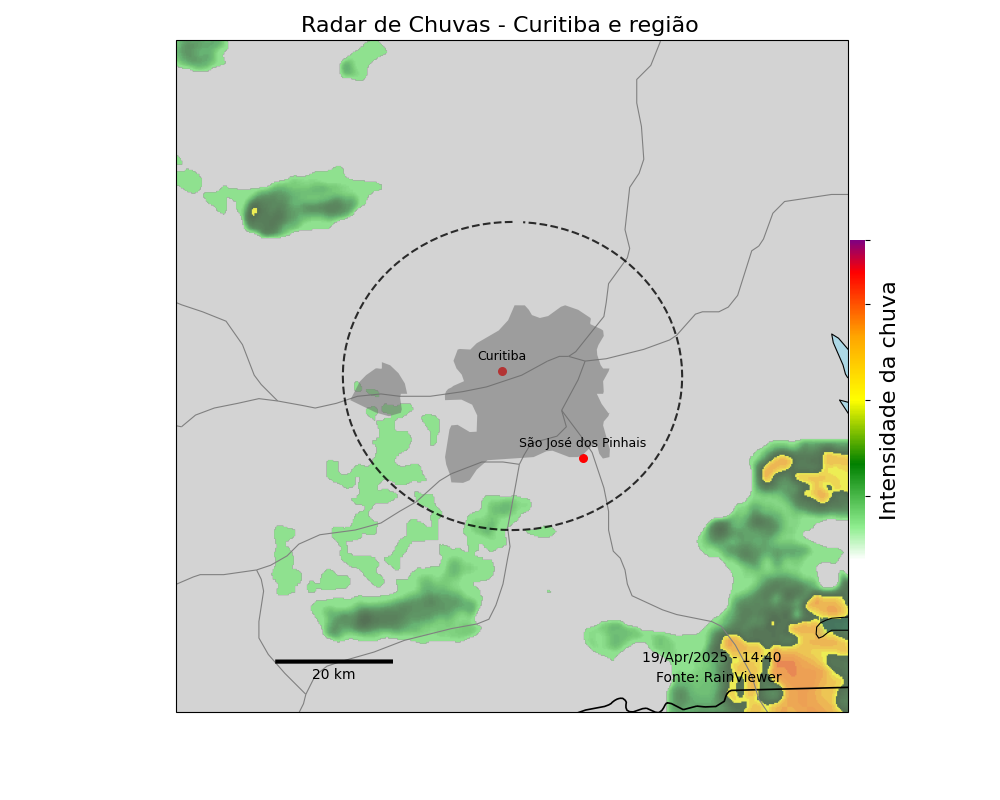 Radar de Chuvas - Curitiba e região
Curitiba
São José dos Pinhais
Intensidade da chuva
19/Apr/2025 - 14:40
Fonte: RainViewer
20 km